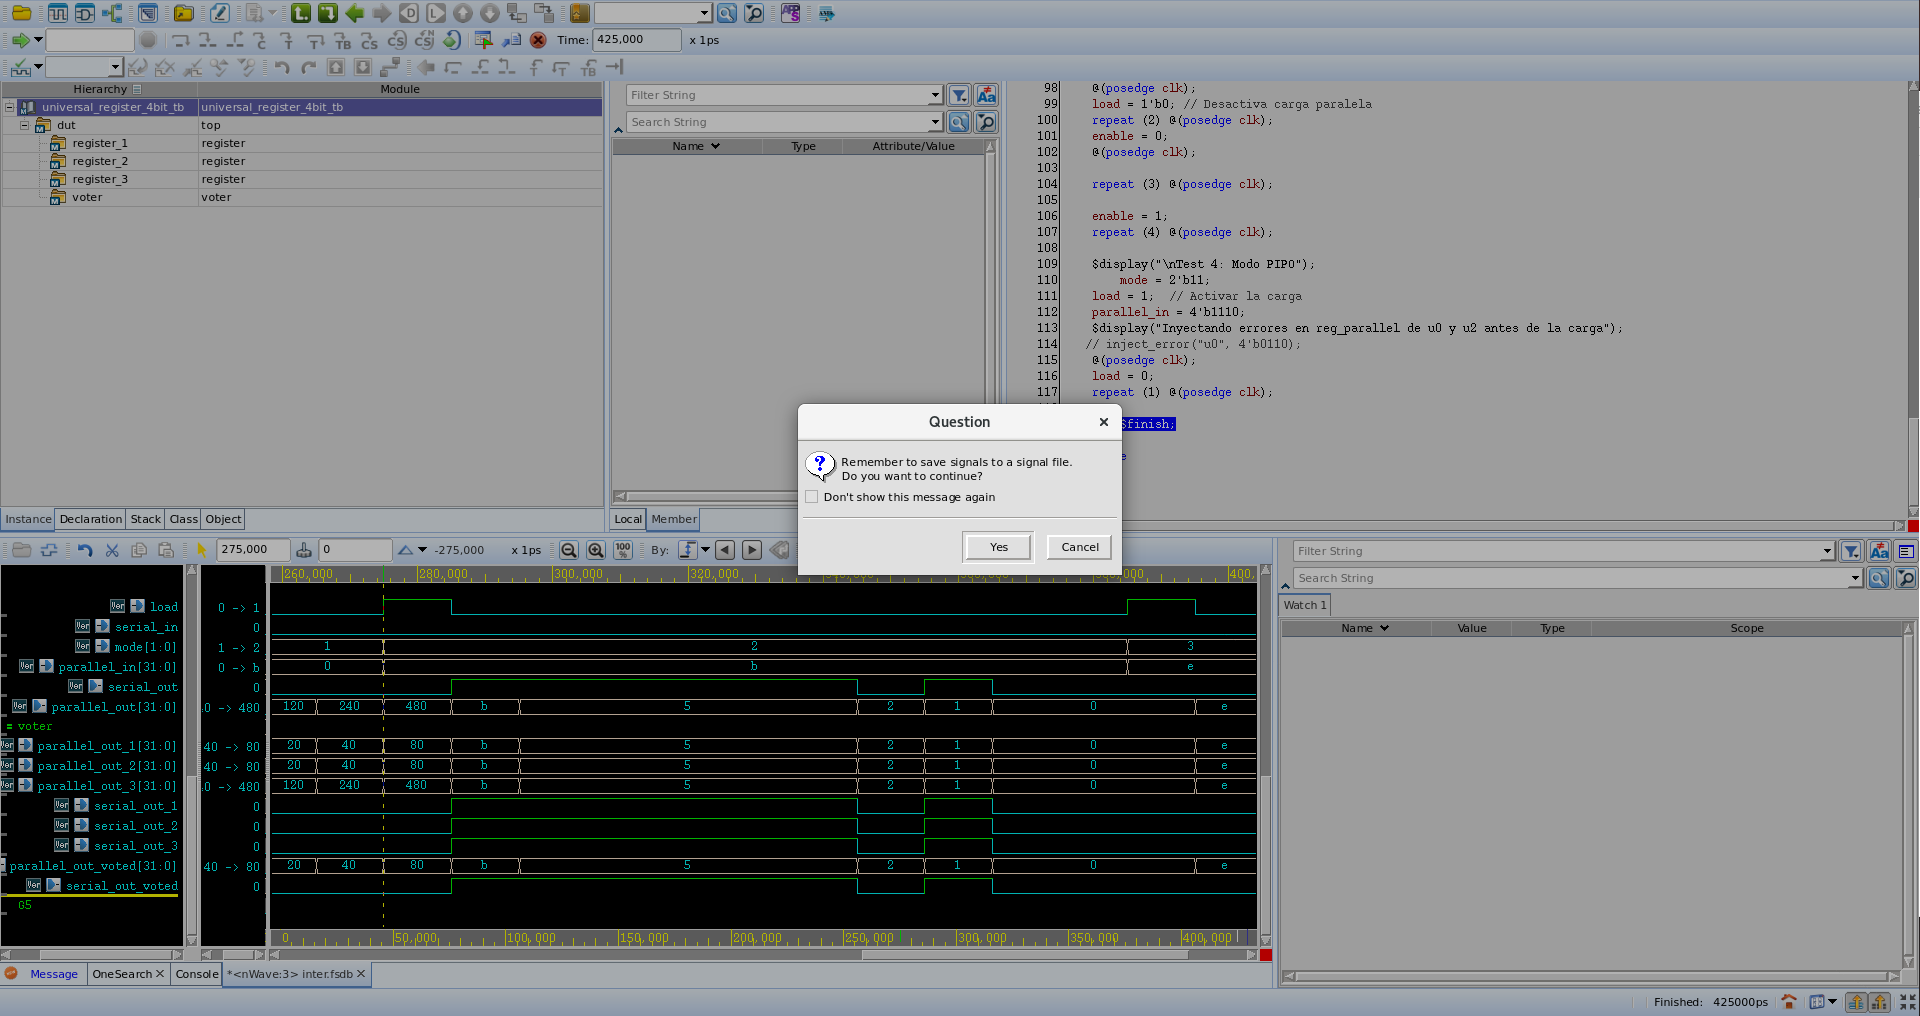 Time: 425,000 x 1ps
Hierarchy Module
universal_register_4bit_tb universal_register_4bit_tb
dut top
register_1 register
register_2 register
register_3 register
voter voter
Instance Declaration Stack Class Object
Filter String
Search String
Name Type Attribute/Value
Local Member
98 @(posedge clk);
99 load = 1'b0; // Desactiva carga paralela
100 repeat (2) @(posedge clk);
101 enable = 0;
102 @(posedge clk);
103
104 repeat (3) @(posedge clk);
105
106 enable = 1;
107 repeat (4) @(posedge clk);
108
109 $display("\nTest 4: Modo PIPO");
110 mode = 2'b11;
111 load = 1; // Activar la carga
112 parallel_in = 4'b1110;
113 $display("Inyectando errores en reg_parallel de u0 y u2 antes de la carga");
114 // inject_error("u0", 4'b0110);
115 @(posedge clk);
116 load = 0;
117 repeat (1) @(posedge clk);
$finish;
e
Question
Remember to save signals to a signal file.
Do you want to continue?
Don't show this message again
Yes Cancel
275,000 0 -275,000 x 1ps 100% By:
260,000 280,000 300,000 320,000 400,
load 0 -> 1
serial_in 0
mode[1:0] 1 -> 2 1 2 3
parallel_in[31:0] 0 -> b 0 b e
serial_out 0
parallel_out[31:0] .0 -> 480 120 240 480 b 5 2 1 0 e
= voter
parallel_out_1[31:0] 40 -> 80 20 40 80 b 5 2 1 0 e
parallel_out_2[31:0] 40 -> 80 20 40 80 b 5 2 1 0 e
parallel_out_3[31:0] .0 -> 480 120 240 480 b 5 2 1 0 e
serial_out_1 0
serial_out_2 0
serial_out_3 0
parallel_out_voted[31:0] 40 -> 80 20 40 80 b 5 2 1 0 e
serial_out_voted 0
G5
0 50,000 100,000 150,000 200,000 250,000 300,000 350,000 400,000
Message OneSearch Console *<nWave:3> inter.fsdb
Filter String
Search String
Watch 1
Name Value Type Scope
Finished: 425000ps